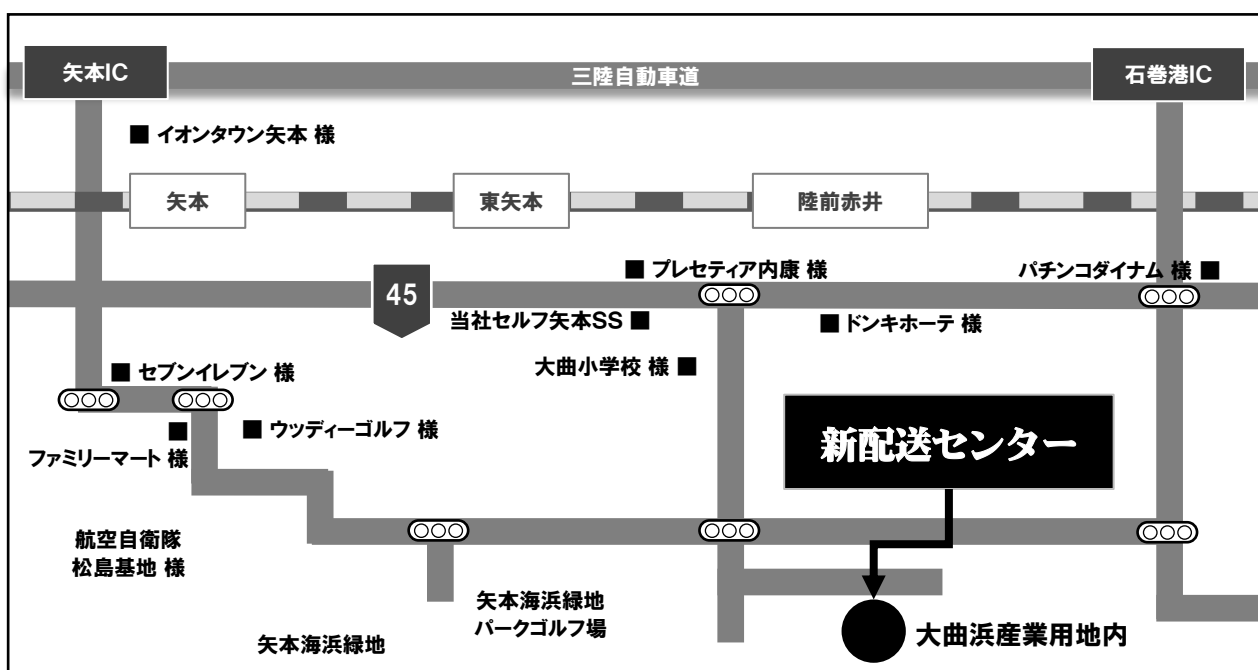 矢本IC
三陸自動車道
石巻港IC
■ イオンタウン矢本 様
矢本
東矢本
陸前赤井
■ プレセティア内康 様
パチンコダイナム 様 ■
45
当社セルフ矢本SS ■
■ ドンキホーテ 様
大曲小学校 様 ■
■ セブンイレブン 様
■ ウッディーゴルフ 様
ファミリーマート 様
新配送センター
航空自衛隊
松島基地 様
矢本海浜緑地
パークゴルフ場
矢本海浜緑地
大曲浜産業用地内